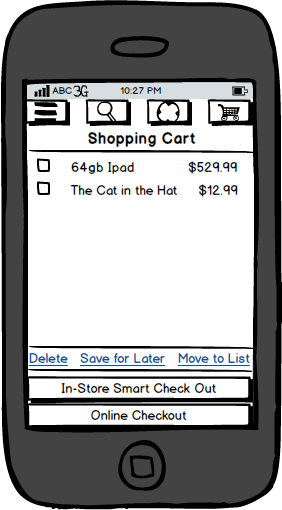 ABC 3G 10:27 PM
Shopping Cart
64gb Ipad $529.99
The Cat in the Hat $12.99
Delete Save for Later Move to List
In-Store Smart Check Out
Online Checkout